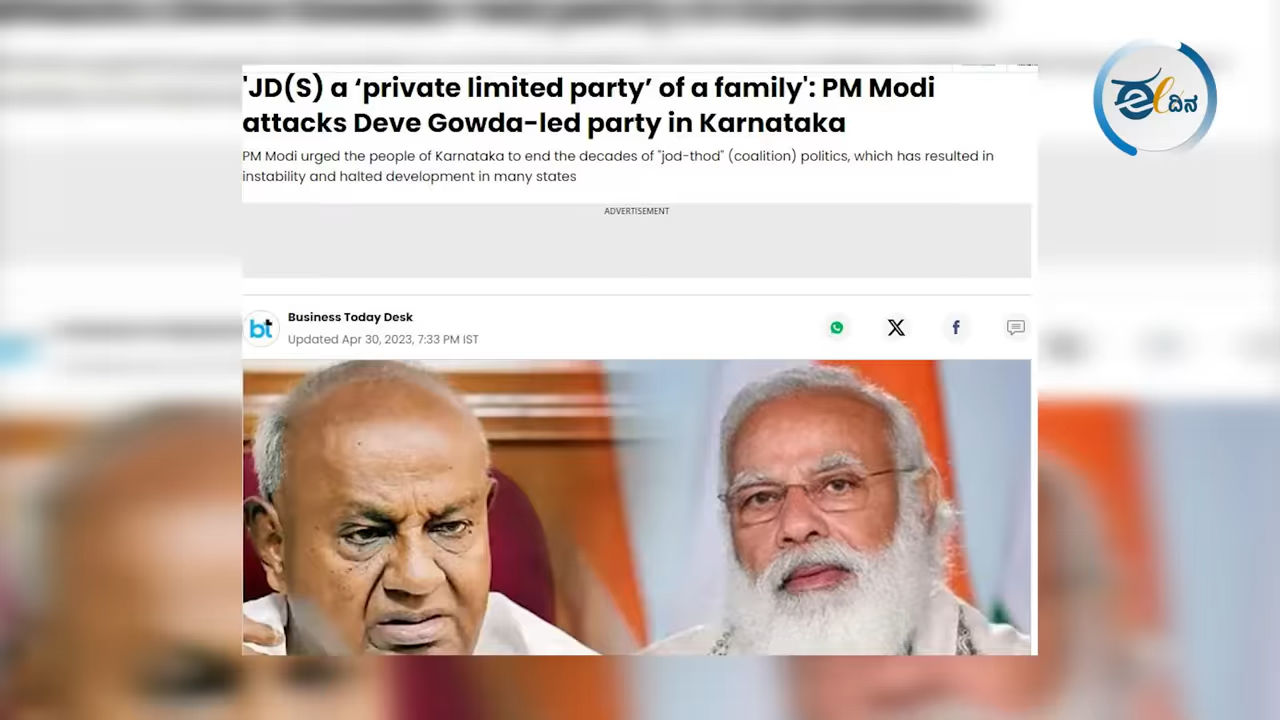 'JD(S) a ‘private limited party’ of a family': PM Modi
attacks Deve Gowda-led party in Karnataka
PM Modi urged the people of Karnataka to end the decades of "jod-thod" (coalition) politics, which has resulted in
instability and halted development in many states
ADVERTISEMENT
bt
Business Today Desk
Updated Apr 30, 2023, 7:33 PM IST
ಈelದಿನ